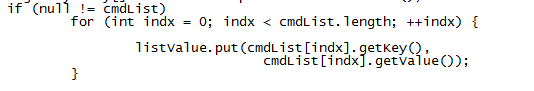 if (null != cmdList)
for (int indx = 0; indx < cmdList.length; ++indx) {
listValue.put(cmdList[indx].getKey(),
cmdList[indx].getValue());
}